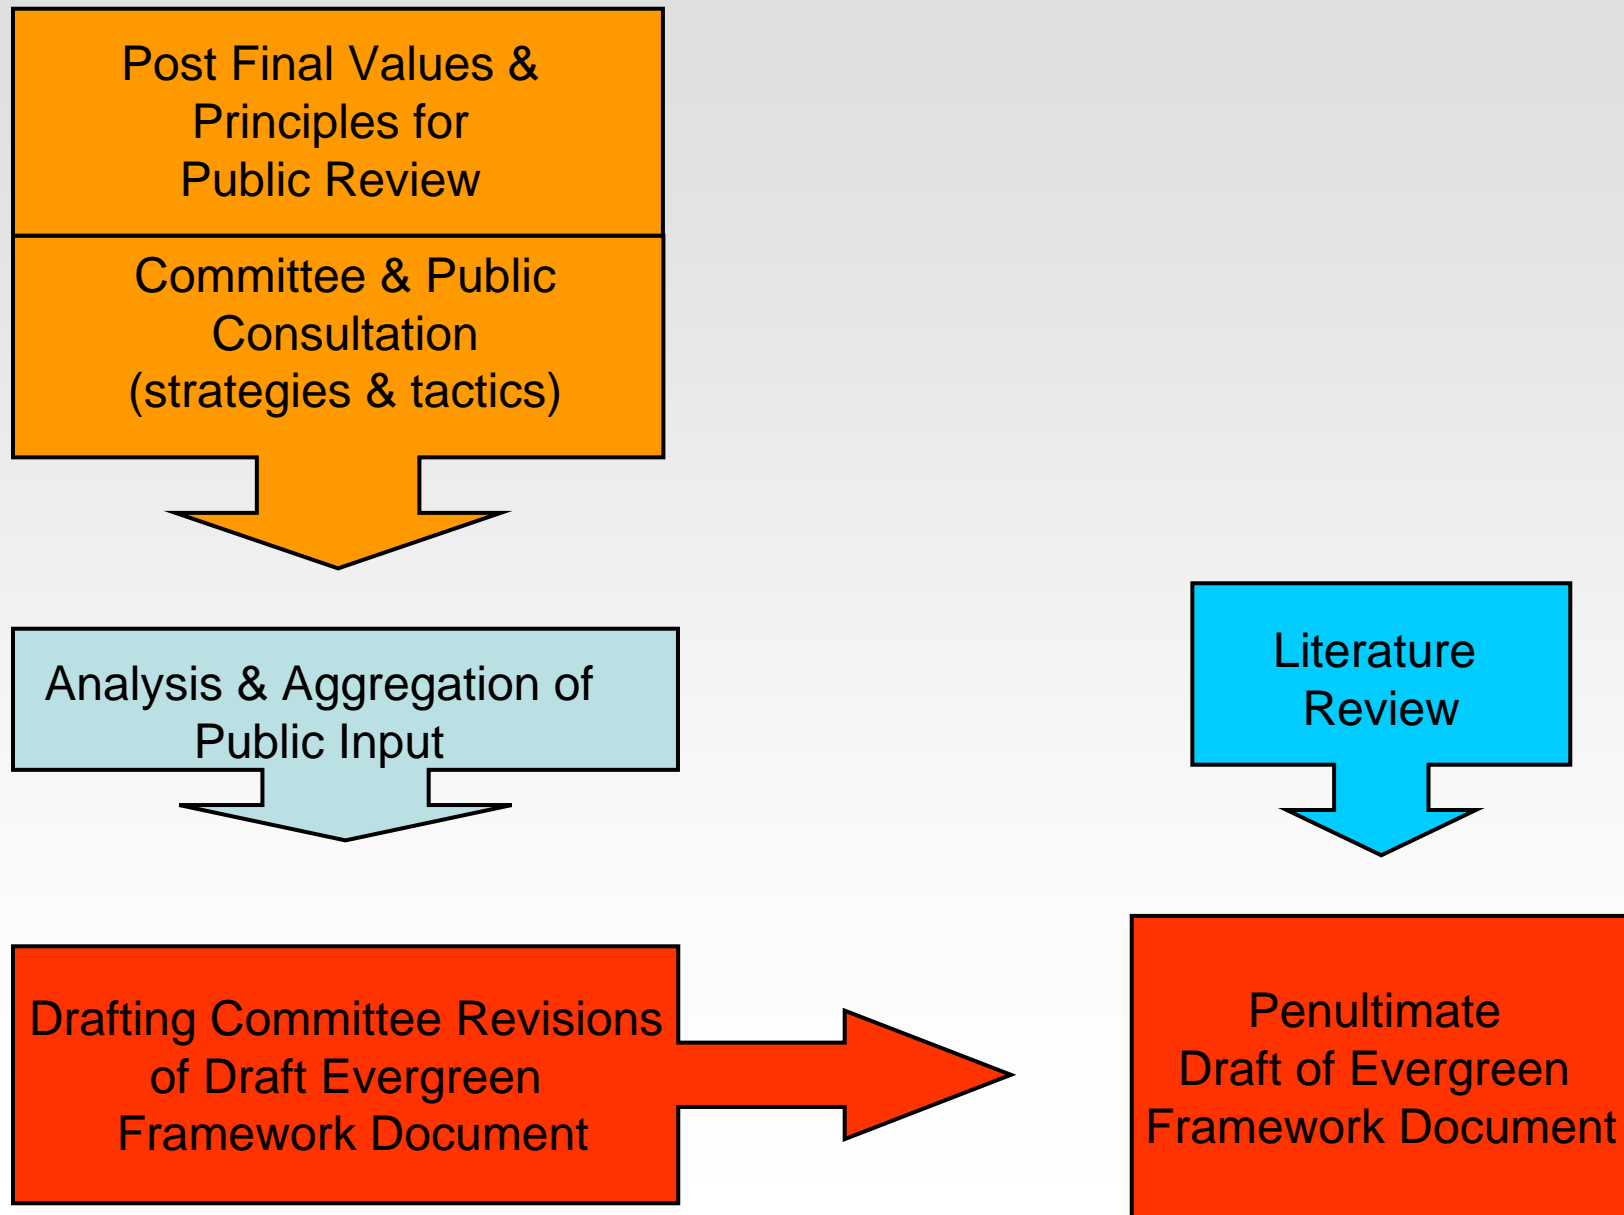 Post Final Values &
Principles for
Public Review
Committee & Public
Consultation
(strategies & tactics)
Analysis & Aggregation of
Public Input
Literature
Review
Drafting Committee Revisions
of Draft Evergreen
Framework Document
Penultimate
Draft of Evergreen
Framework Document